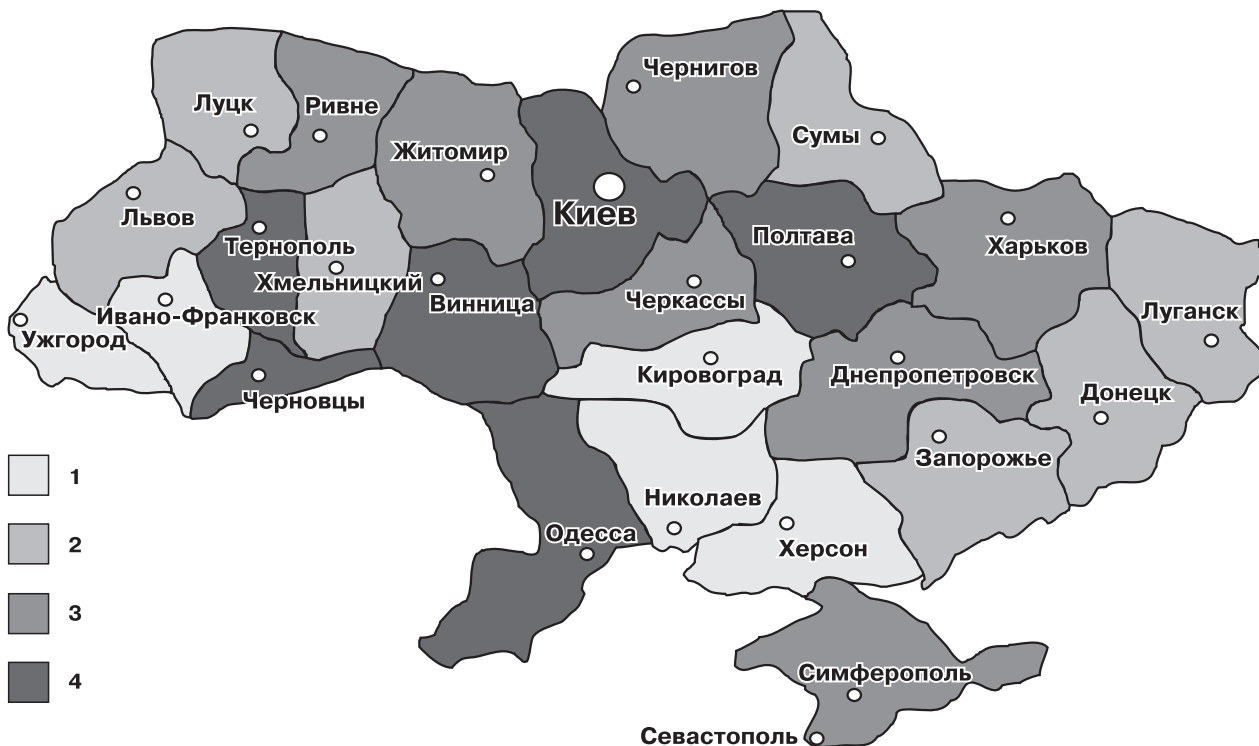 Чернигов
Луцк
Ривне
Сумы
Житомир
Киев
Львов
Тернополь
Полтава
Харьков
Хмельницкий
Винница
Черкассы
Ивано-Франковск
Луганск
Ужгород
Кировоград
Днепропетровск
Черновцы
Донецк
Запорожье
1
Николаев
2
Одесса
Херсон
3
Симферополь
4
Севастополь